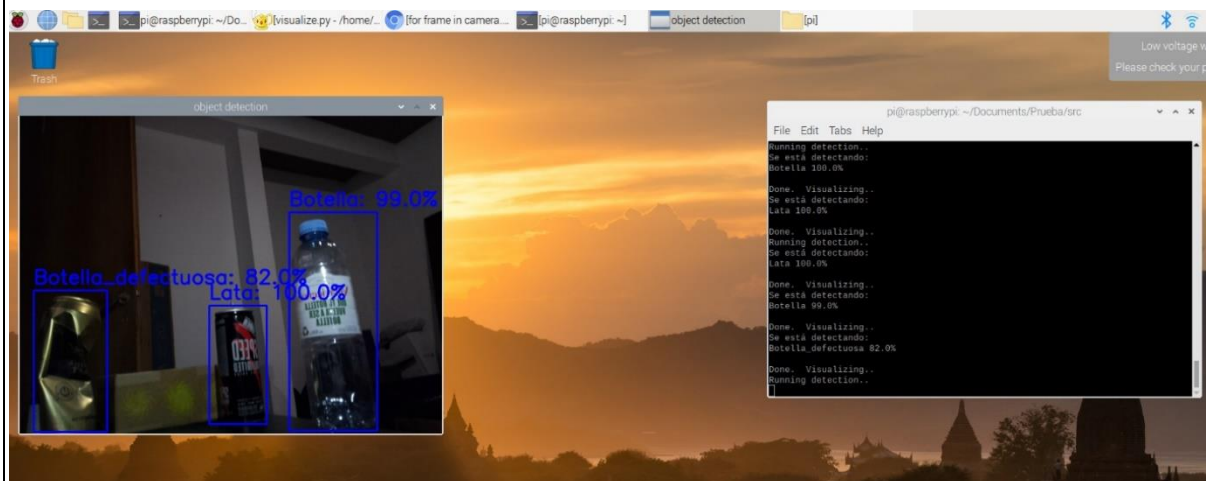 pi@raspberrypi: ~/Do...
[visualize.py - /home/...
[for frame in camera....
[pi@raspberrypi: ~]
object detection
[pi]
Low voltage w
Please check your p
Trash
object detection
Botella: 99.0%
Botella_defectuosa: 82.0%
Lata: 100.0%
BOTELLA
pi@raspberrypi: ~/Documents/Prueba/src
File Edit Tabs Help
Running detection..
Se está detectando:
Botella 100.0%
Done. Visualizing..
Se está detectando:
Lata 100.0%
Done. Visualizing..
Running detection..
Se está detectando:
Lata 100.0%
Done. Visualizing..
Se está detectando:
Botella 99.0%
Done. Visualizing..
Se está detectando:
Botella_defectuosa 82.0%
Done. Visualizing..
Running detection..